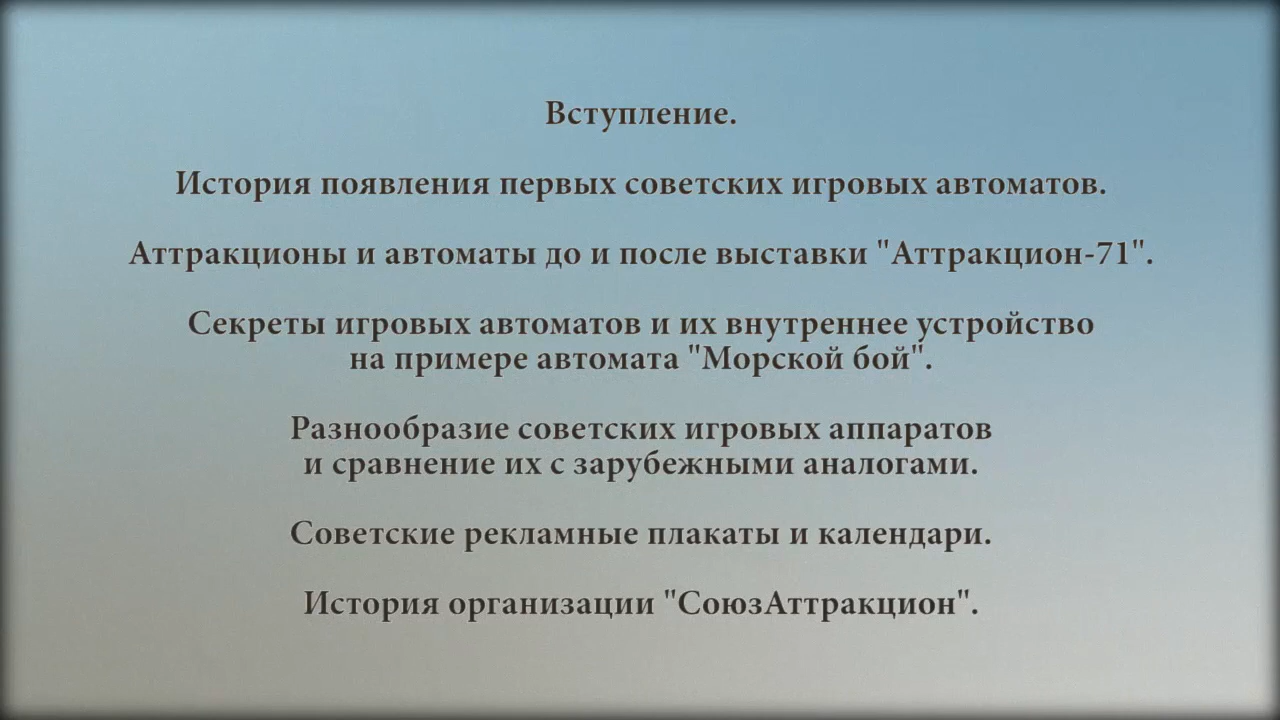 Вступление.
История появления первых советских игровых автоматов.
Аттракционы и автоматы до и после выставки "Аттракцион-71".
Секреты игровых автоматов и их внутреннее устройство
на примере автомата "Морской бой".
Разнообразие советских игровых аппаратов
и сравнение их с зарубежными аналогами.
Советские рекламные плакаты и календари.
История организации "СоюзАттракцион".